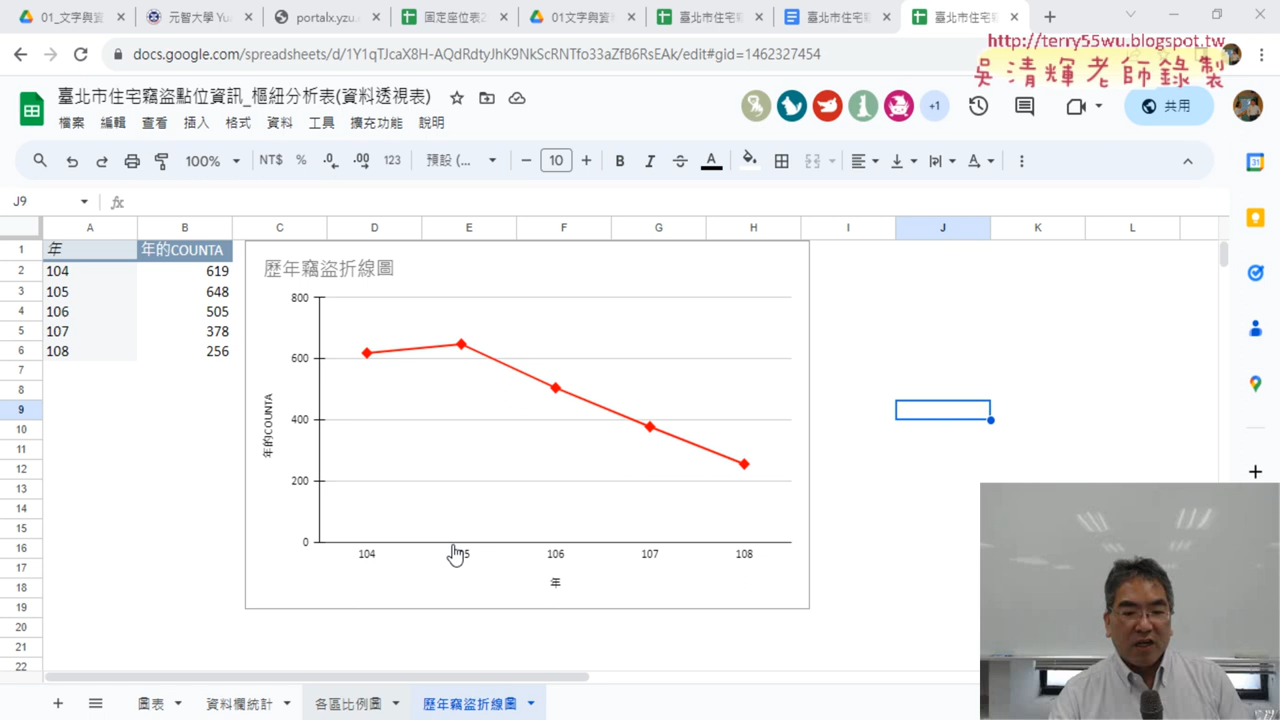 01_文字與資
元智大學 Yu
portalx.yzu
固定座位表2
01文字與資
臺北市住宅
臺北市住宅
臺北市住宅
docs.google.com/spreadsheets/d/1Y1qTJcaX8H-AQdRdtvJhK9NkScRNTfo33aZfB6RsEAk/edit#gid=1462327454
http://terry55wu.blogspot.tw
吳清輝老師錄製
臺北市住宅竊盜點位資訊_樞紐分析表(資料透視表)
檔案 編輯 查看 插入 格式 資料 工具 擴充功能 說明
+1
共用
100% NT$ % .0 .00 123 預設 (... − 10 + B I A
J9 fx
A B C D E F G H I J K L
1 年 年的COUNTA
2 104 619
3 105 648
4 106 505
5 107 378
6 108 256
7
8
9
10
11
12
13
14
15
16
17
18
19
20
21
22
歷年竊盜折線圖
800
600
400
200
0
年的COUNTA
104 105 106 107 108
年
圖表 資料欄統計 各區比例圖 歷年竊盜折線圖